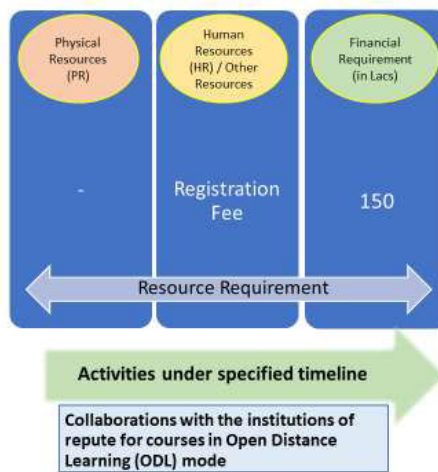 Physical
Resources
(PR)
Human
Resources
(HR) / Other
Resources
Financial
Requirement
(in Lacs)
-
Registration
Fee
150
Resource Requirement
Activities under specified timeline
Collaborations with the institutions of
repute for courses in Open Distance
Learning (ODL) mode